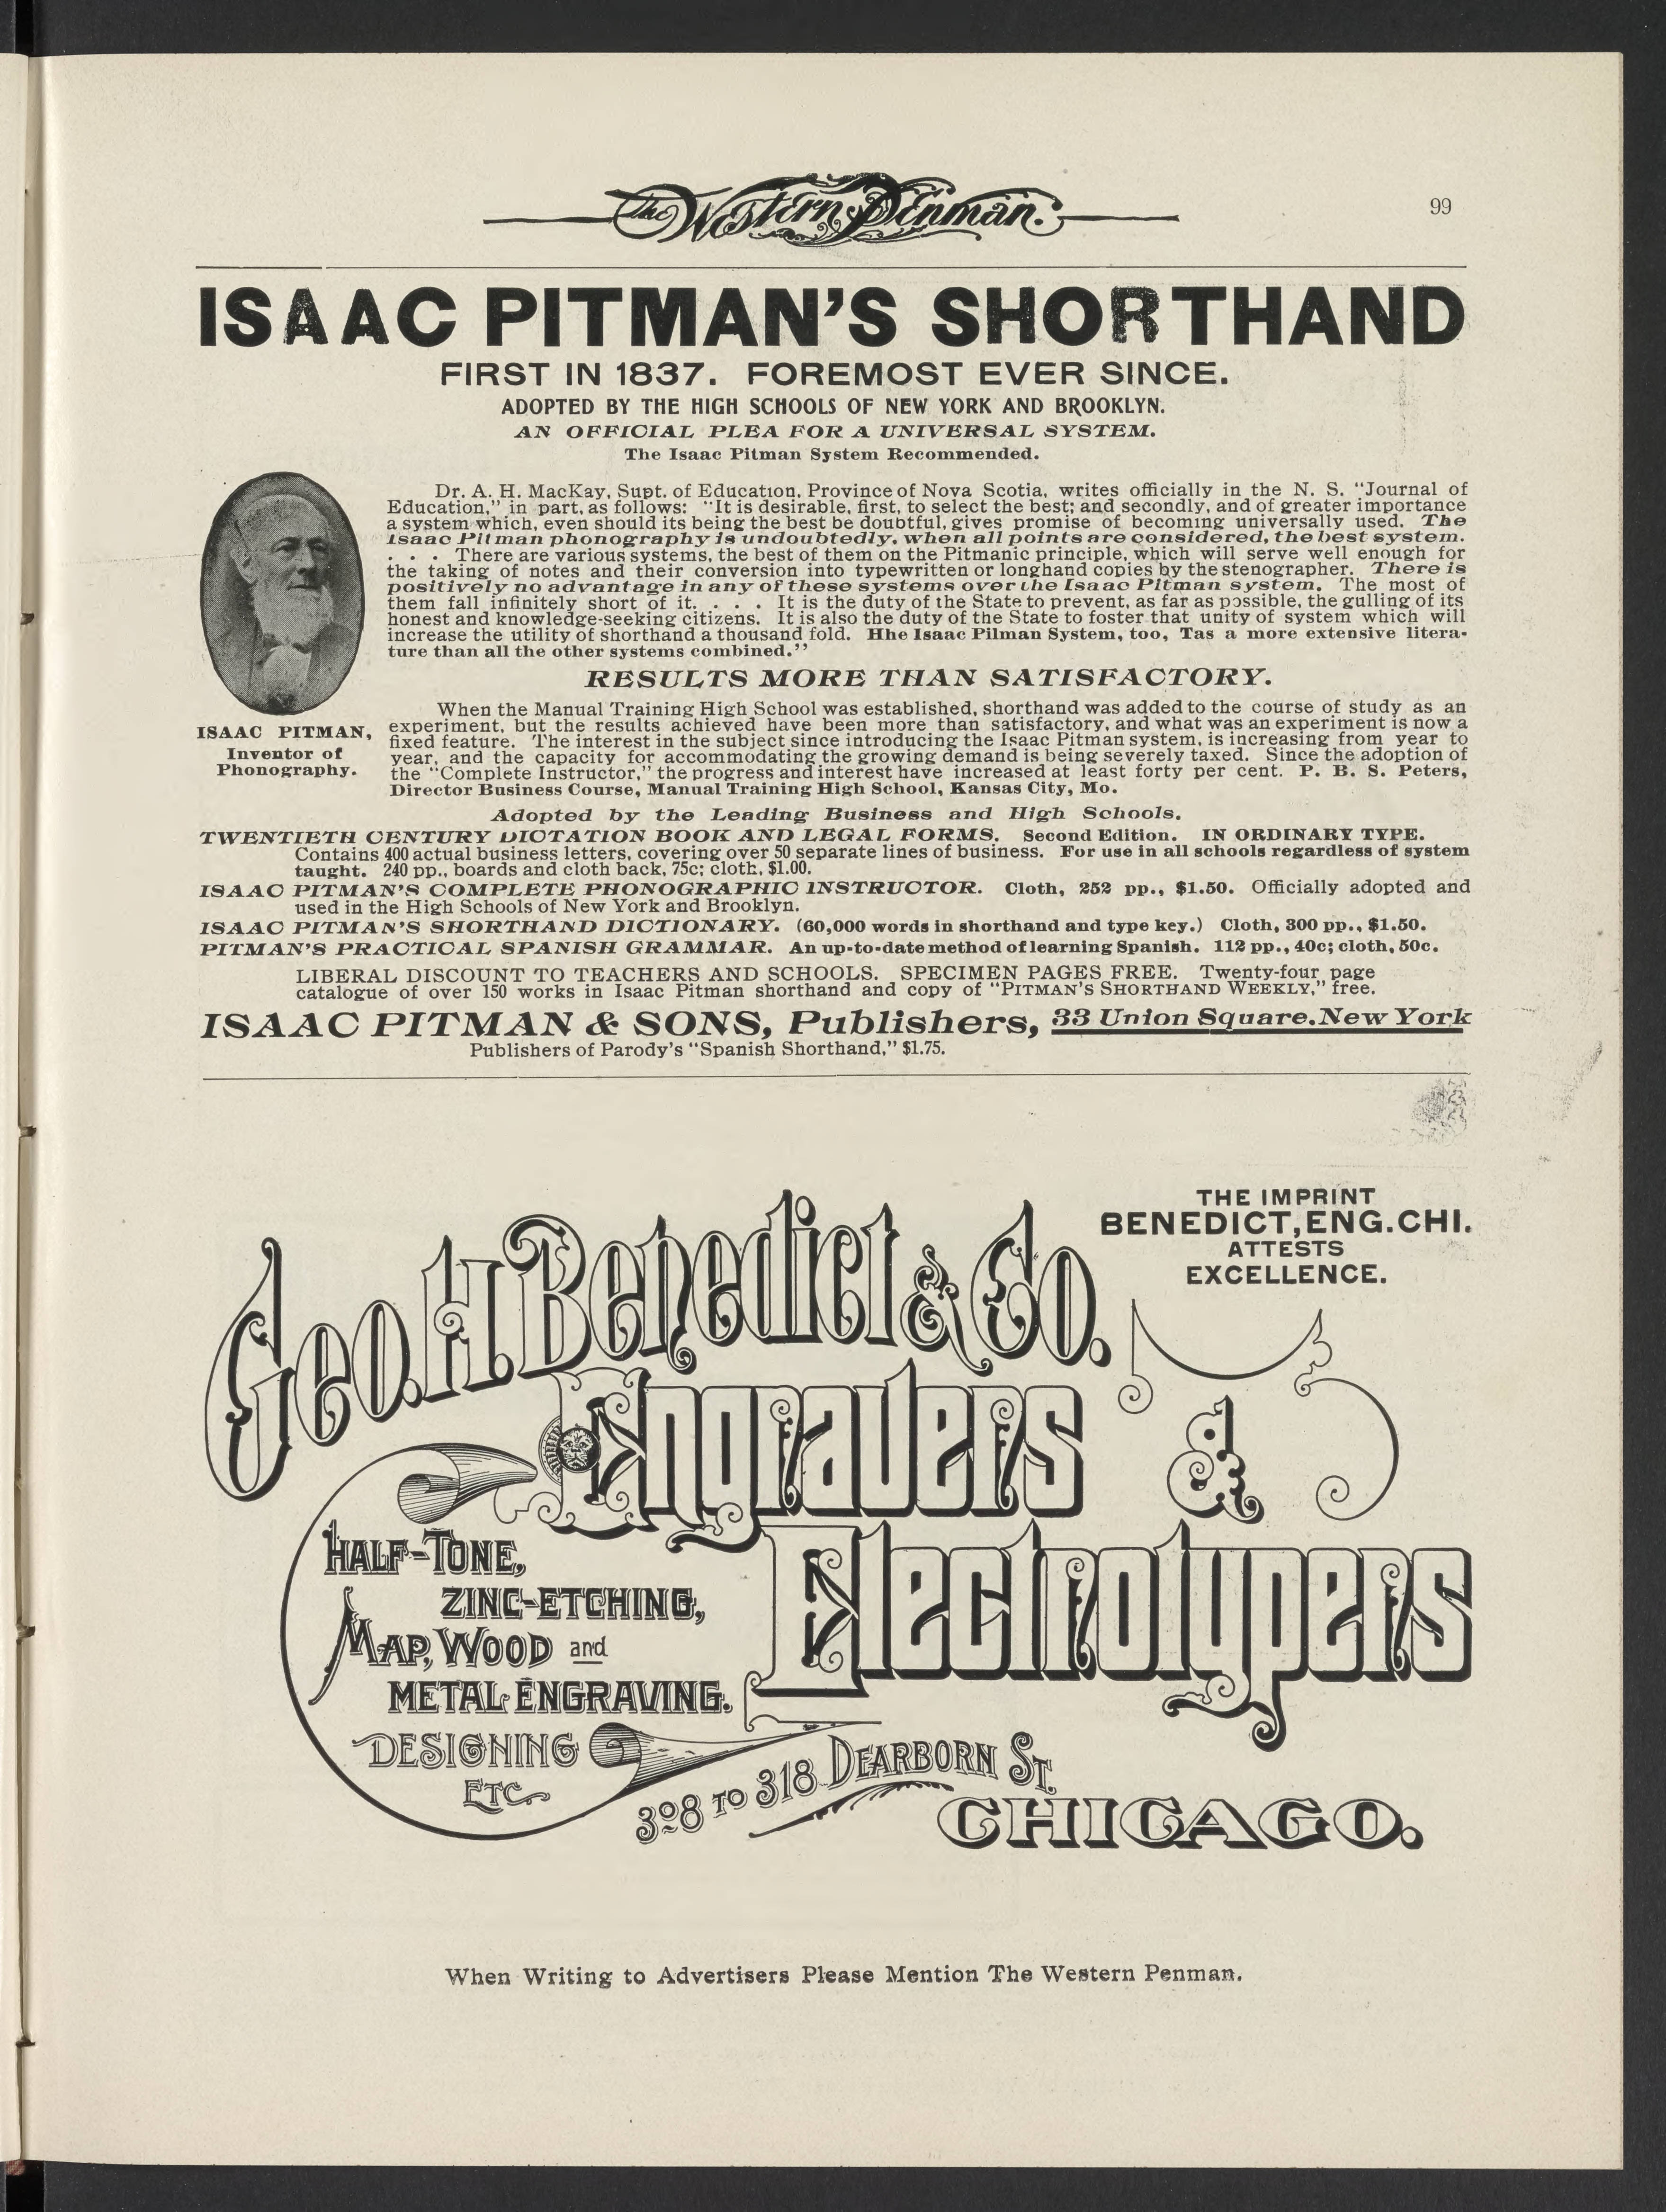 The Western Penman.
99
ISAAC PITMAN'S SHORTHAND
FIRST IN 1837. FOREMOST EVER SINCE.
ADOPTED BY THE HIGH SCHOOLS OF NEW YORK AND BROOKLYN.
AN OFFICIAL PLEA FOR A UNIVERSAL SYSTEM.
The Isaac Pitman System Recommended.
Dr. A. H. MacKay, Supt. of Education, Province of Nova Scotia, writes officially in the N. S. "Journal of
Education," in part, as follows: "It is desirable, first, to select the best; and secondly, and of greater importance
a system which, even should its being the best be doubtful, gives promise of becoming universally used. The
Isaac Pitman phonography is undoubtedly, when all points are considered, the best system.
. . . There are various systems, the best of them on the Pitmanic principle, which will serve well enough for
the taking of notes and their conversion into typewritten or longhand copies by the stenographer. There is
positively no advantage in any of these systems over the Isaac Pitman system. The most of
them fall infinitely short of it. . . . It is the duty of the State to prevent, as far as possible, the gulling of its
honest and knowledge-seeking citizens. It is also the duty of the State to foster that unity of system which will
increase the utility of shorthand a thousand fold. Hhe Isaac Pilman System, too, Tas a more extensive litera-
ture than all the other systems combined."
ISAAC PITMAN,
Inventor of
Phonography.
RESULTS MORE THAN SATISFACTORY.
When the Manual Training High School was established, shorthand was added to the course of study as an
experiment, but the results achieved have been more than satisfactory, and what was an experiment is now a
fixed feature. The interest in the subject since introducing the Isaac Pitman system, is increasing from year to
year, and the capacity for accommodating the growing demand is being severely taxed. Since the adoption of
the "Complete Instructor," the progress and interest have increased at least forty per cent. P. B. S. Peters,
Director Business Course, Manual Training High School, Kansas City, Mo.
Adopted by the Leading Business and High Schools.
TWENTIETH CENTURY DICTATION BOOK AND LEGAL FORMS. Second Edition. IN ORDINARY TYPE.
Contains 400 actual business letters, covering over 50 separate lines of business. For use in all schools regardless of system
taught. 240 pp., boards and cloth back, 75c; cloth, $1.00.
ISAAC PITMAN'S COMPLETE PHONOGRAPHIC INSTRUCTOR. Cloth, 252 pp., $1.50. Officially adopted and
used in the High Schools of New York and Brooklyn.
ISAAC PITMAN'S SHORTHAND DICTIONARY. (60,000 words in shorthand and type key.) Cloth, 300 pp., $1.50.
PITMAN'S PRACTICAL SPANISH GRAMMAR. An up-to-date method of learning Spanish. 112 pp., 40c; cloth, 50c.
LIBERAL DISCOUNT TO TEACHERS AND SCHOOLS. SPECIMEN PAGES FREE. Twenty-four page
catalogue of over 150 works in Isaac Pitman shorthand and copy of "PITMAN'S SHORTHAND WEEKLY," free.
ISAAC PITMAN & SONS, Publishers, 33 Union Square. New York
Publishers of Parody's "Spanish Shorthand," $1.75.
THE IMPRINT
BENEDICT, ENG. CHI.
ATTESTS
EXCELLENCE.
Geo. H. Benedict & Co.
Engravers &
Electrotypers
HALF-TONE,
ZINC-ETCHING,
MAP, WOOD and
METAL ENGRAVING.
DESIGNING
ETC.
308 TO 318 DEARBORN ST.
CHICAGO.
When Writing to Advertisers Please Mention The Western Penman.